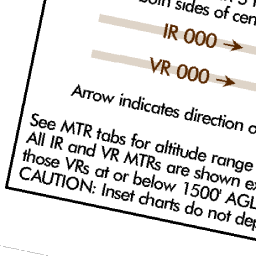 sides of cen
IR 000 →
VR 000 →
Arrow indicates direction o
See MTR tabs for altitude range
All IR and VR MTRs are shown ex
those VRs at or below 1500' AGL
CAUTION: Inset charts do not dep